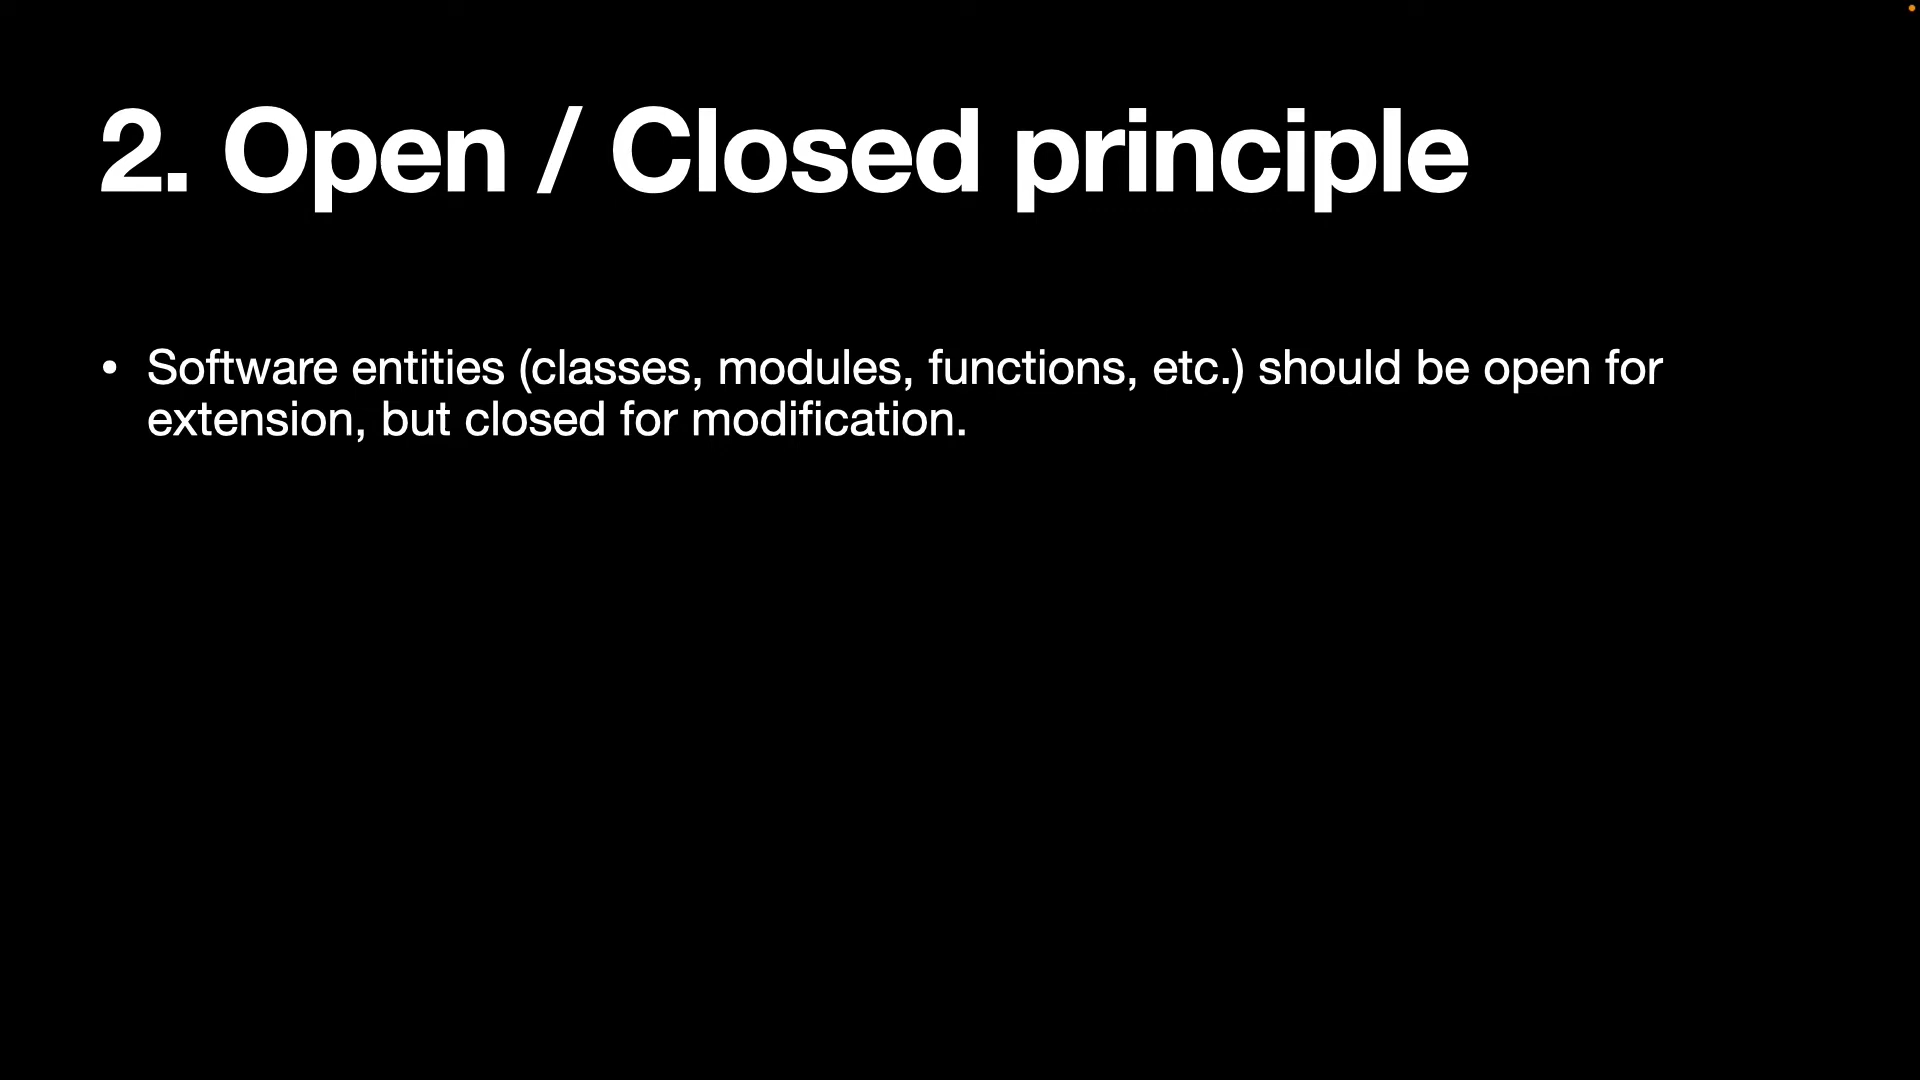 2. Open / Closed principle
• Software entities (classes, modules, functions, etc.) should be open for
extension, but closed for modification.